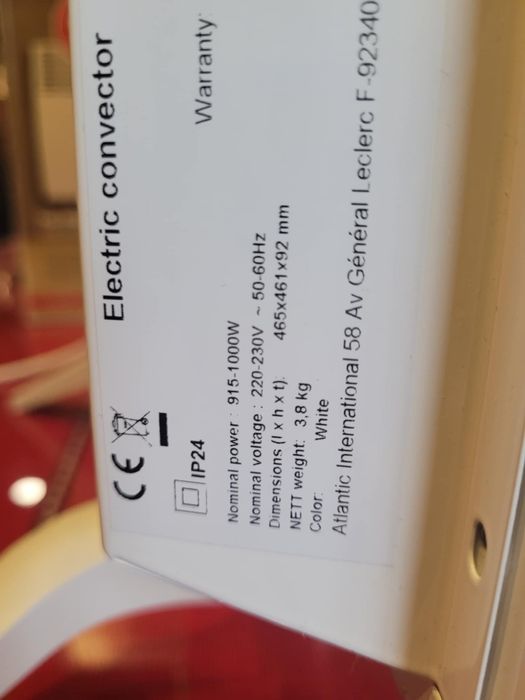 Electric convector
CE
IP24
Warranty:
Nominal power : 915-1000W
Nominal voltage : 220-230V ~ 50-60Hz
Dimensions (l x h x t): 465x461x92 mm
NETT weight: 3,8 kg
Color: White
Atlantic International 58 Av Général Leclerc F-92340